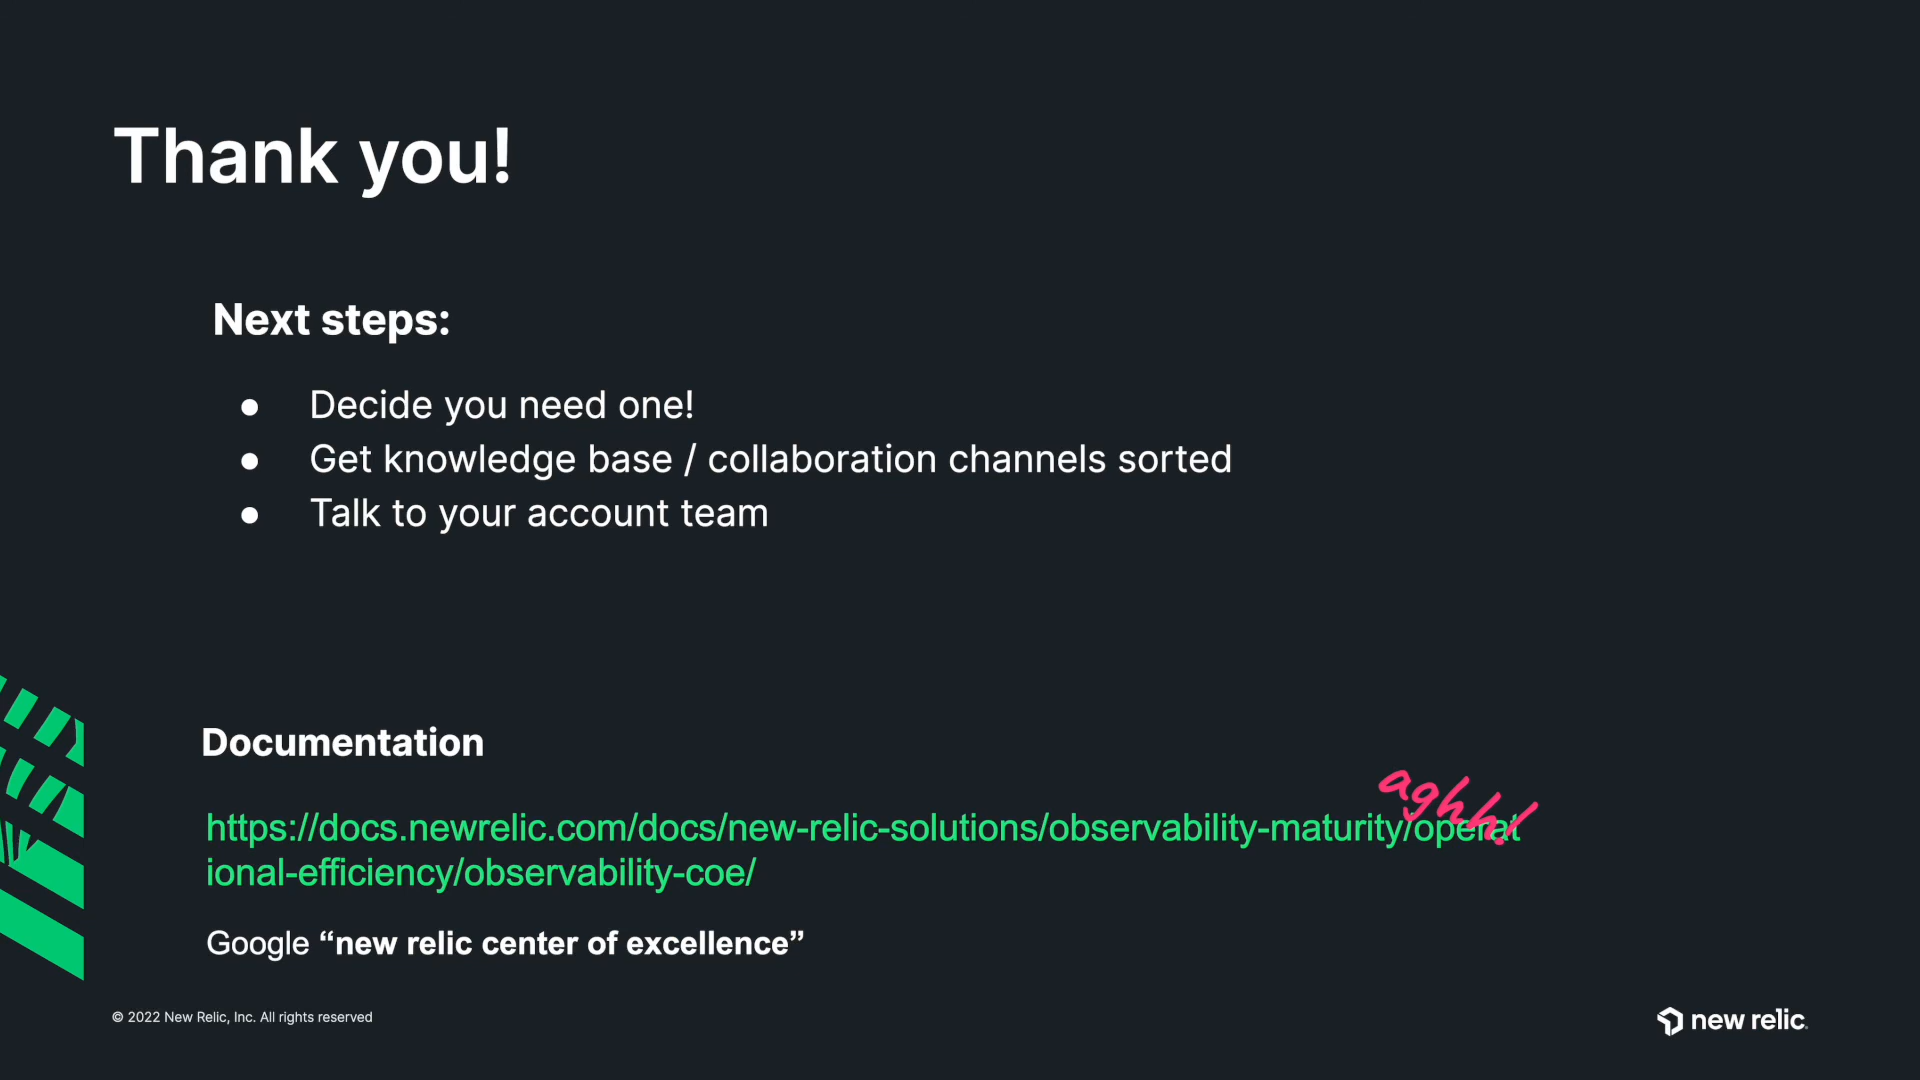 Thank you!
Next steps:
● Decide you need one!
● Get knowledge base / collaboration channels sorted
● Talk to your account team
Documentation
aghh!
https://docs.newrelic.com/docs/new-relic-solutions/observability-maturity/operat
ional-efficiency/observability-coe/
Google “new relic center of excellence”
© 2022 New Relic, Inc. All rights reserved
new relic.